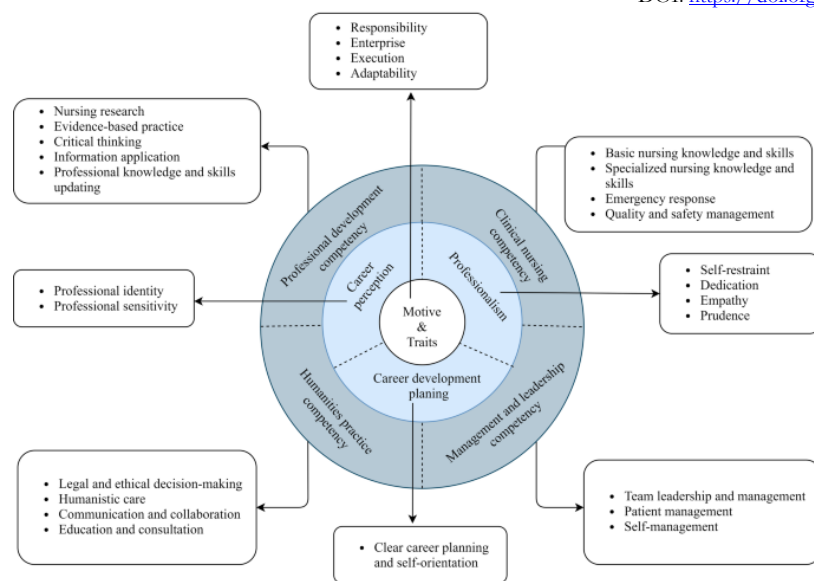 DOI: https://doi.org
• Responsibility
• Enterprise
• Execution
• Adaptability
• Nursing research
• Evidence-based practice
• Critical thinking
• Information application
• Professional knowledge and skills
updating
• Basic nursing knowledge and skills
• Specialized nursing knowledge and
skills
• Emergency response
• Quality and safety management
Professional development
competency
Clinical nursing
competency
Career
perception
Professionalism
• Professional identity
• Professional sensitivity
• Self-restraint
• Dedication
• Empathy
• Prudence
Motive
&
Traits
Career development
planing
Humanities practice
competency
Management and leadership
competency
• Legal and ethical decision-making
• Humanistic care
• Communication and collaboration
• Education and consultation
• Team leadership and management
• Patient management
• Self-management
• Clear career planning
and self-orientation